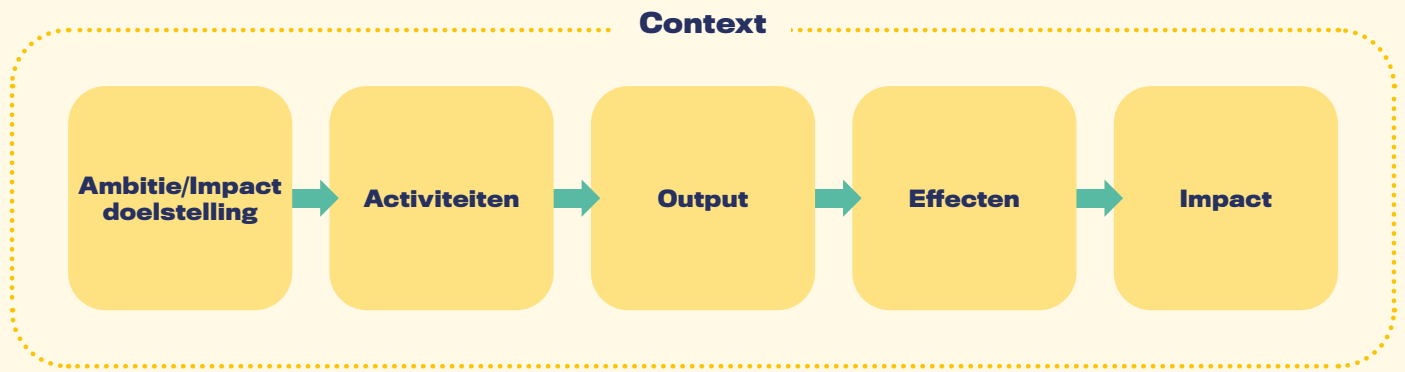 Context
Ambitie/Impact
doelstelling
Activiteiten
Output
Effecten
Impact